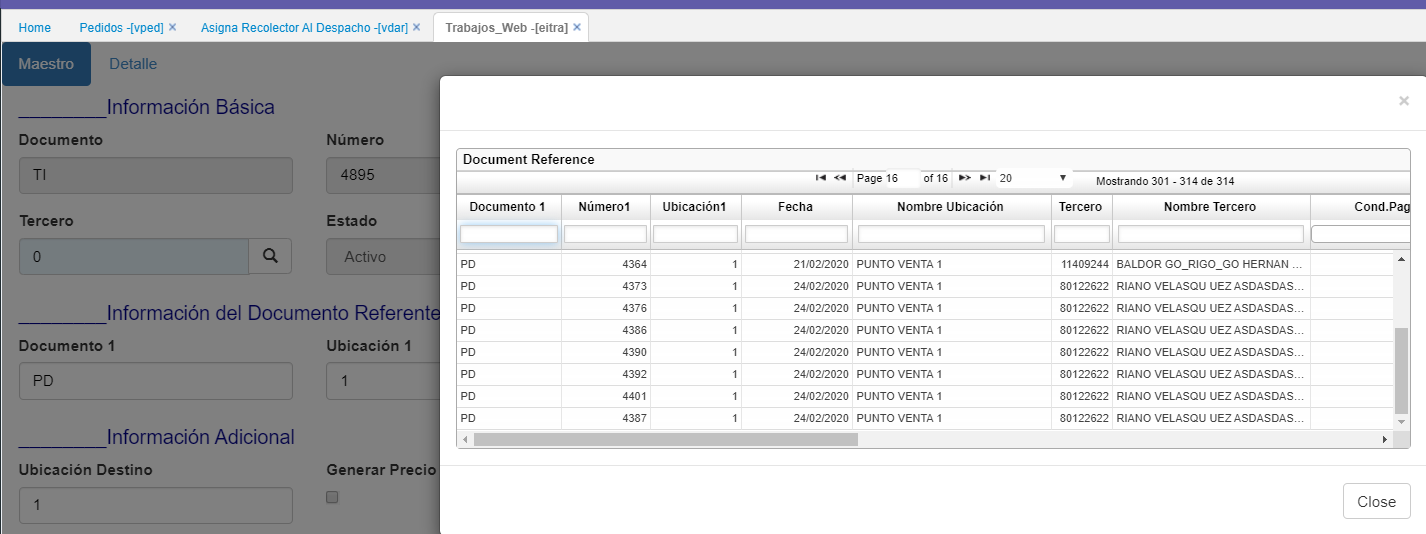 Home Pedidos -[vped] × Asigna Recolector Al Despacho -[vdar] × Trabajos_Web -[eitra] ×
Maestro Detalle
×
________Información Básica
Documento Número
TI 4895
Tercero Estado
0 Activo
________Información del Documento Referente
Documento 1 Ubicación 1
PD 1
________Información Adicional
Ubicación Destino Generar Precio
1
Document Reference
Page 16 of 16 20 Mostrando 301 - 314 de 314
Documento 1 Número1 Ubicación1 Fecha Nombre Ubicación Tercero Nombre Tercero Cond.Pag
PD 4364 1 21/02/2020 PUNTO VENTA 1 11409244 BALDOR GO_RIGO_GO HERNAN ...
PD 4373 1 24/02/2020 PUNTO VENTA 1 80122622 RIANO VELASQU UEZ ASDASDAS...
PD 4376 1 24/02/2020 PUNTO VENTA 1 80122622 RIANO VELASQU UEZ ASDASDAS...
PD 4386 1 24/02/2020 PUNTO VENTA 1 80122622 RIANO VELASQU UEZ ASDASDAS...
PD 4390 1 24/02/2020 PUNTO VENTA 1 80122622 RIANO VELASQU UEZ ASDASDAS...
PD 4392 1 24/02/2020 PUNTO VENTA 1 80122622 RIANO VELASQU UEZ ASDASDAS...
PD 4401 1 24/02/2020 PUNTO VENTA 1 80122622 RIANO VELASQU UEZ ASDASDAS...
PD 4387 1 24/02/2020 PUNTO VENTA 1 80122622 RIANO VELASQU UEZ ASDASDAS...
Close